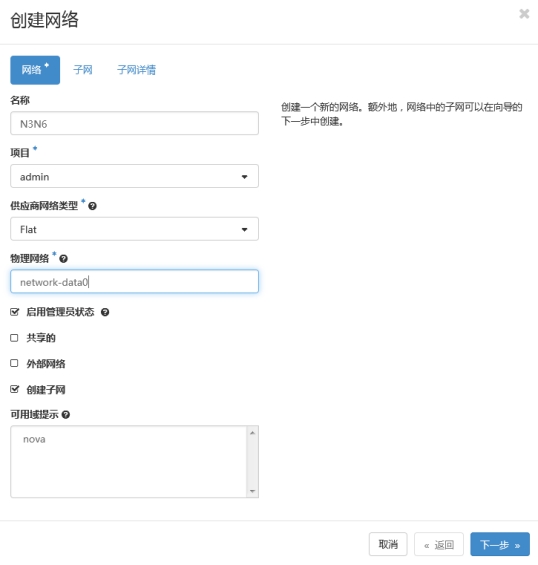 创建网络
×
网络 *
子网
子网详情
名称
N3N6
项目 *
admin
供应商网络类型 *
Flat
物理网络 *
network-data0
启用管理员状态
共享的
外部网络
创建子网
可用域提示
nova
创建一个新的网络。额外地，网络中的子网可以在向导的
下一步中创建。
取消
« 返回
下一步 »